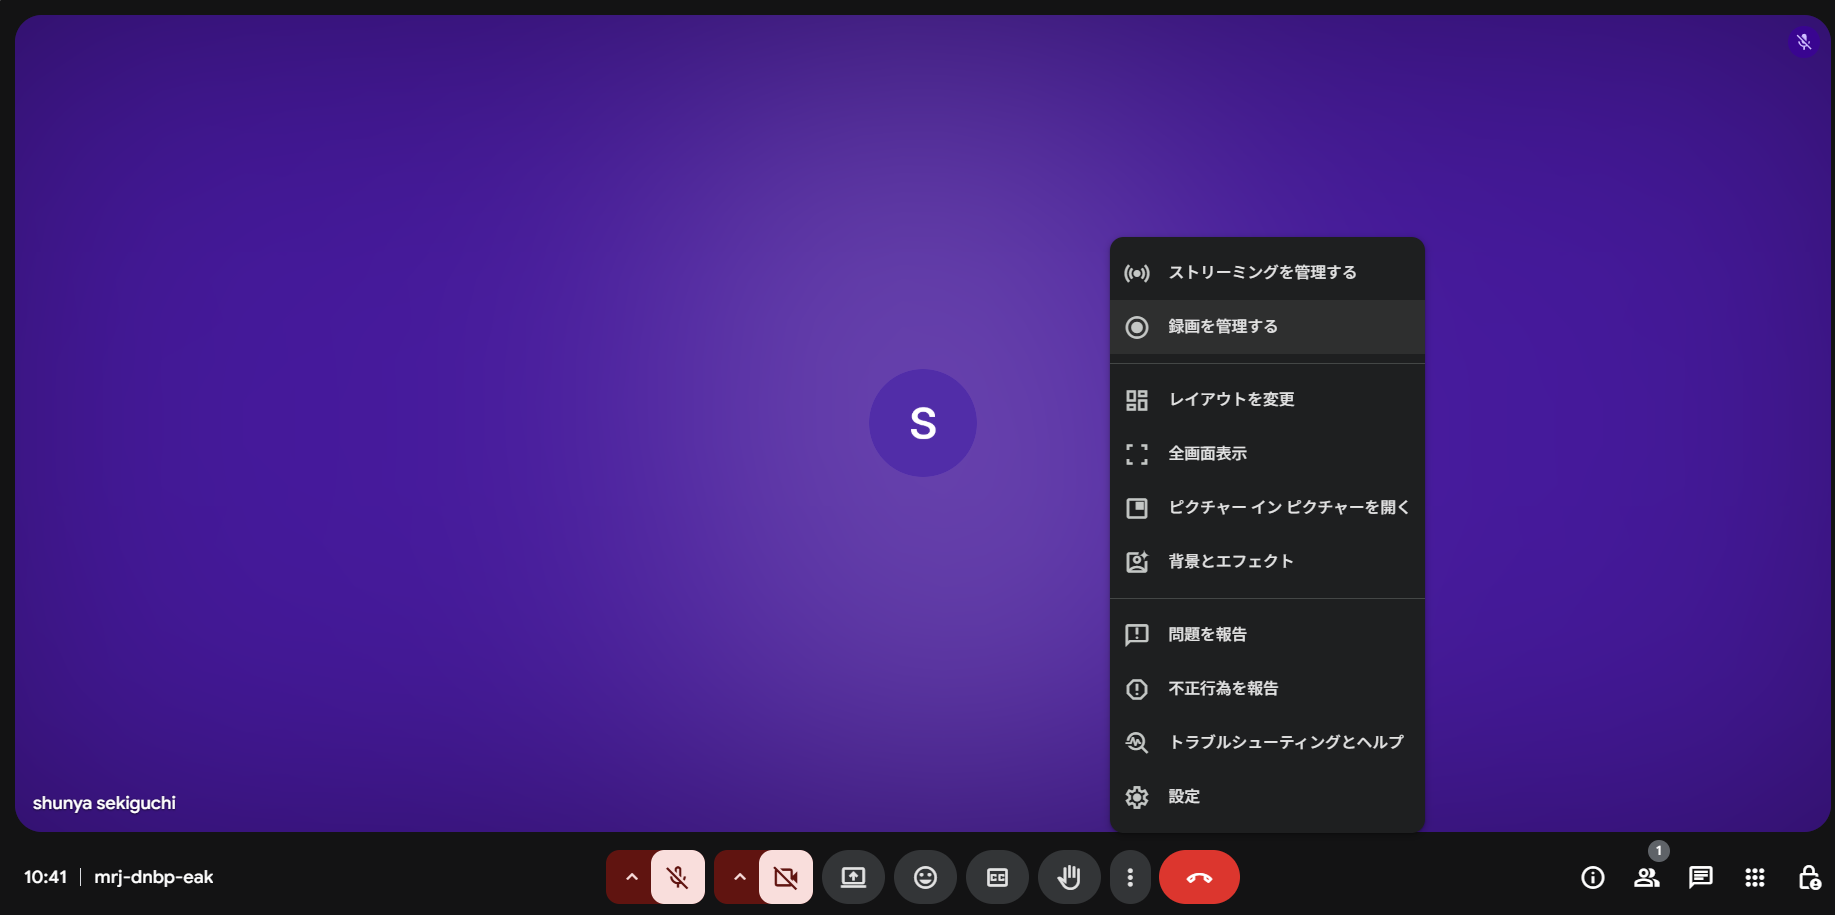 S
ストリーミングを管理する
録画を管理する
レイアウトを変更
全画面表示
ピクチャー イン ピクチャーを開く
背景とエフェクト
問題を報告
不正行為を報告
トラブルシューティングとヘルプ
設定
shunya sekiguchi
10:41
mrj-dnbp-eak
CC
1